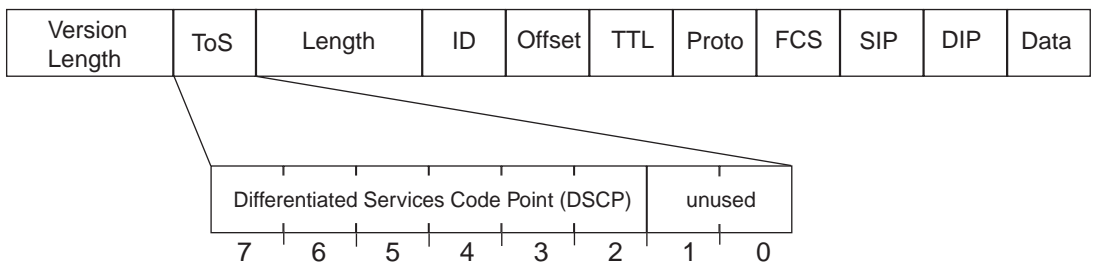 Version Length ToS Length ID Offset TTL Proto FCS SIP DIP Data
Differentiated Services Code Point (DSCP) unused
7 6 5 4 3 2 1 0